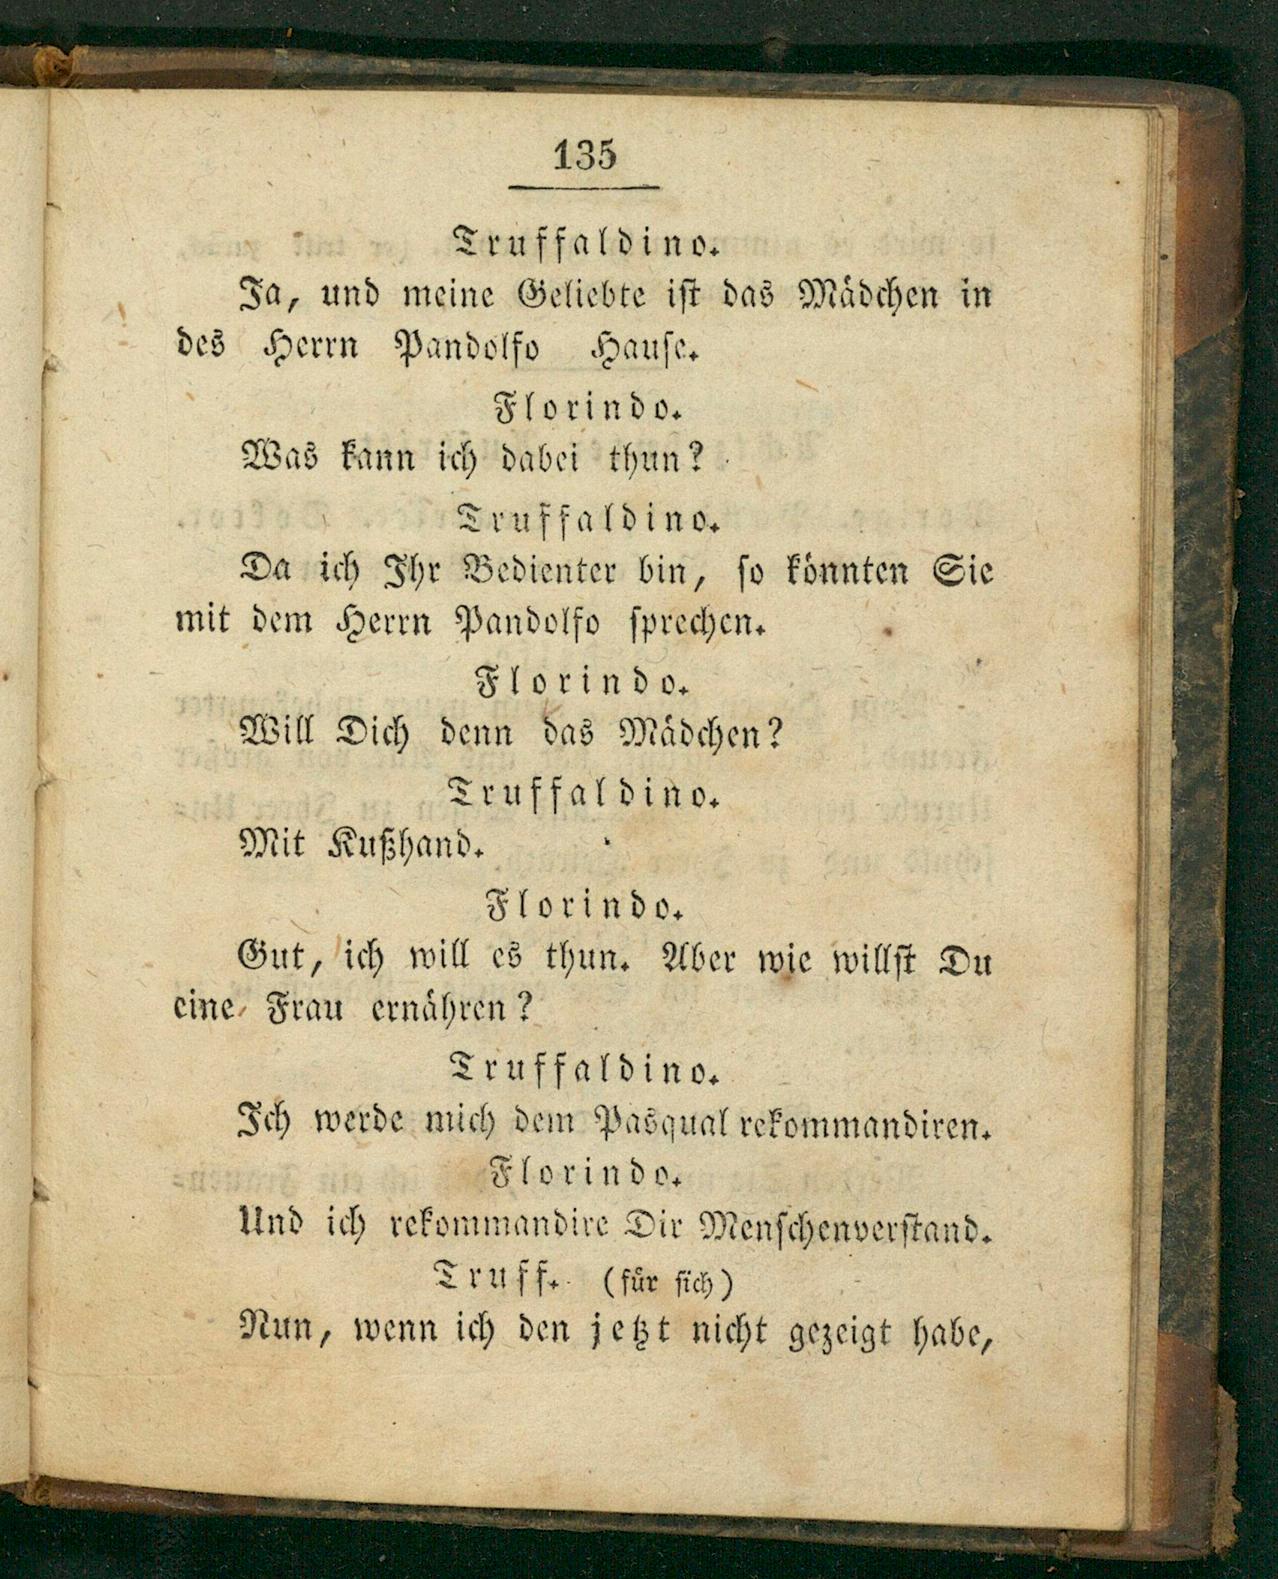 135
Truffaldino.
Ja, und meine Geliebte ist das Mädchen in
des Herrn Pandolfo Hause.
Florindo.
Was kann ich dabei thun?
Truffaldino.
Da ich Ihr Bedienter bin, so könnten Sie
mit dem Herrn Pandolfo sprechen.
Florindo.
Will Dich denn das Mädchen?
Truffaldino.
Mit Kußhand.
Florindo.
Gut, ich will es thun. Aber wie willst Du
eine Frau ernähren?
Truffaldino.
Ich werde mich dem Pasqual rekommandiren.
Florindo.
Und ich rekommandire Dir Menschenverstand.
Truff. (für sich)
Nun, wenn ich den jetzt nicht gezeigt habe,